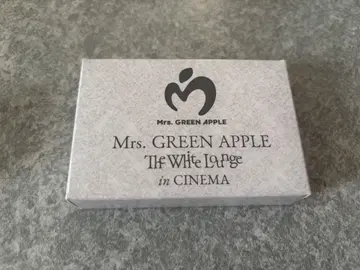 Mrs. GREEN APPLE
Mrs. GREEN APPLE
The White Lounge
in CINEMA